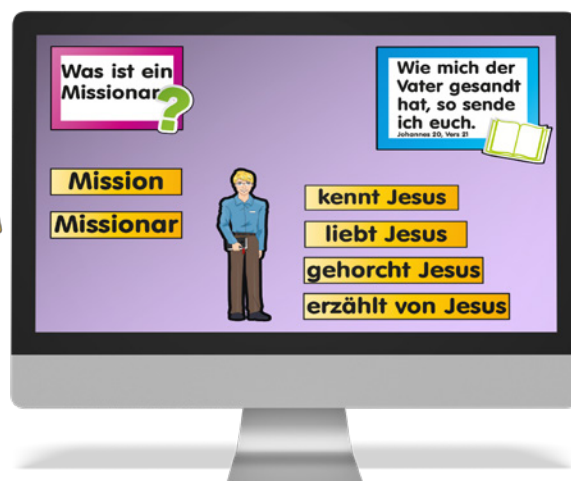 Was ist ein
Missionar
?
Wie mich der
Vater gesandt
hat, so sende
ich euch.
Johannes 20, Vers 21
Mission
Missionar
kennt Jesus
liebt Jesus
gehorcht Jesus
erzählt von Jesus